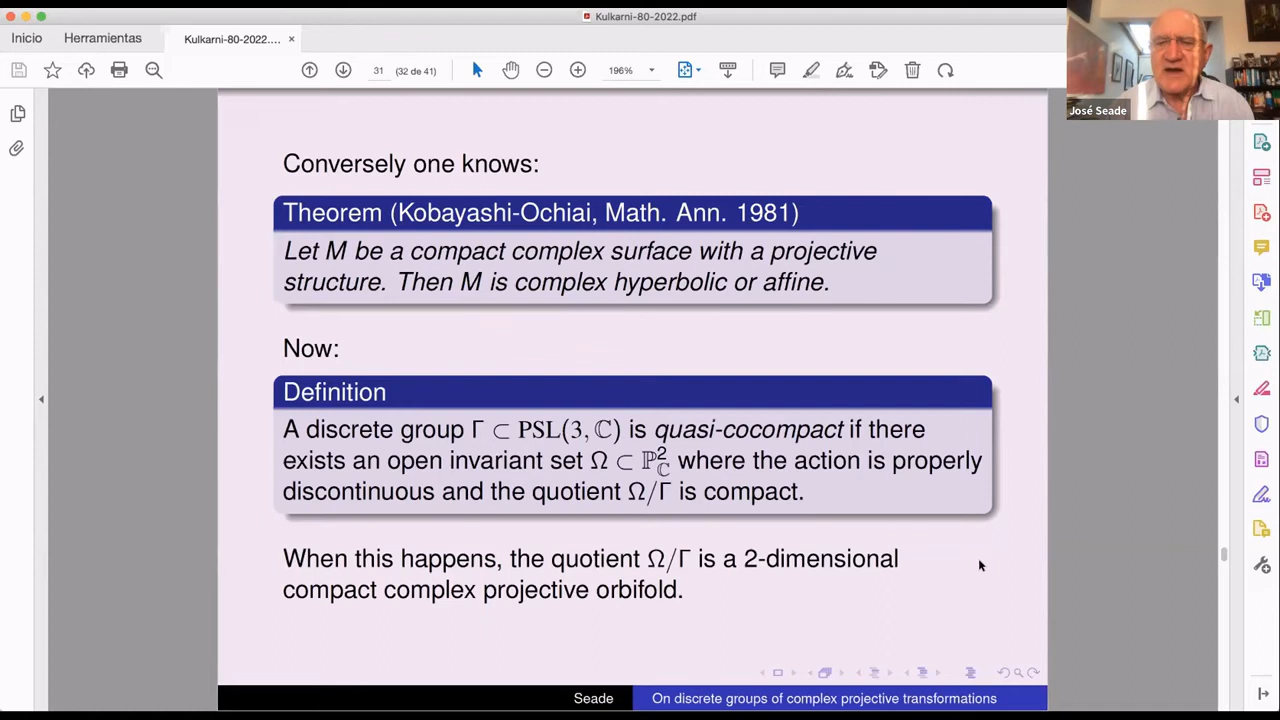 Kulkarni-80-2022.pdf
Inicio
Herramientas
Kulkarni-80-2022....
31
(32 de 41)
196%
José Seade
Conversely one knows:
Theorem (Kobayashi-Ochiai, Math. Ann. 1981)
Let M be a compact complex surface with a projective
structure. Then M is complex hyperbolic or affine.
Now:
Definition
A discrete group Γ ⊂ PSL(3, ℂ) is quasi-cocompact if there
exists an open invariant set Ω ⊂ ℙ²_ℂ where the action is properly
discontinuous and the quotient Ω/Γ is compact.
When this happens, the quotient Ω/Γ is a 2-dimensional
compact complex projective orbifold.
Seade
On discrete groups of complex projective transformations